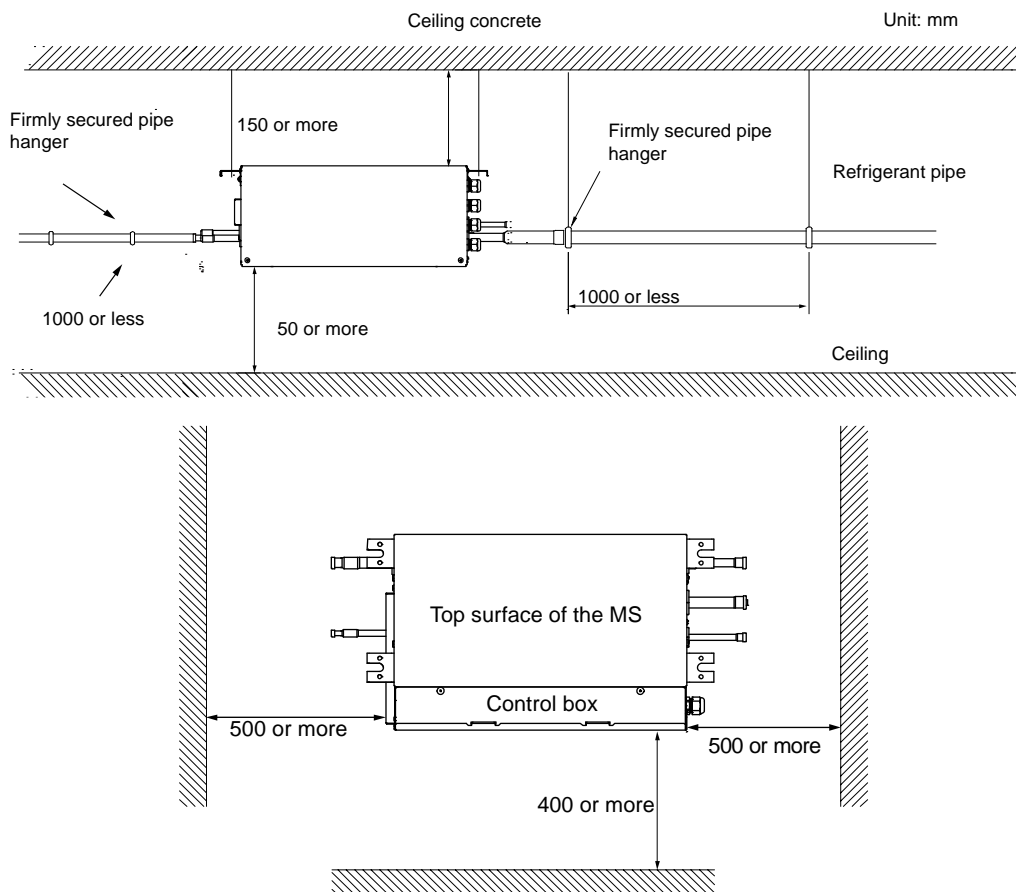 Ceiling concrete
Unit: mm
Firmly secured pipe
hanger
150 or more
Firmly secured pipe
hanger
Refrigerant pipe
1000 or less
50 or more
1000 or less
Ceiling
Top surface of the MS
Control box
500 or more
500 or more
400 or more